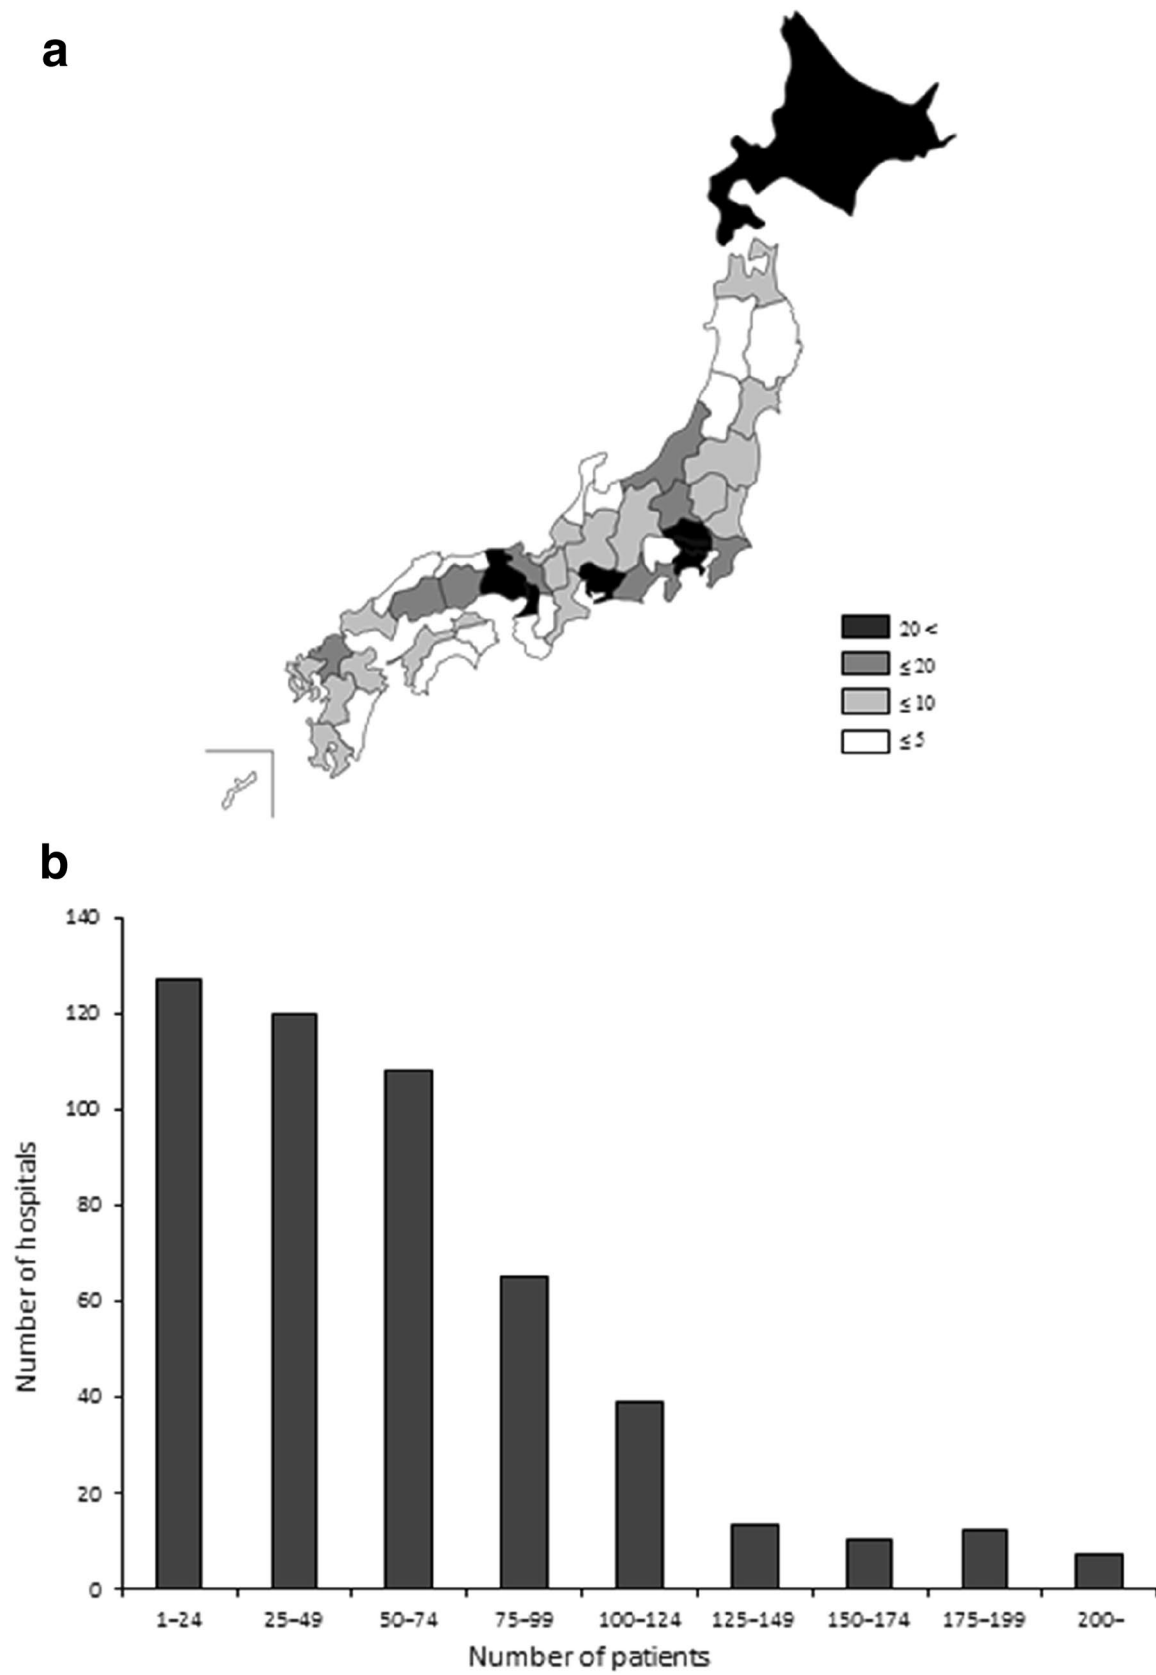 a
20 <
≤ 20
≤ 10
≤ 5
b
140
120
100
80
60
40
20
0
Number of hospitals
1–24 25–49 50–74 75–99 100–124 125–149 150–174 175–199 200–
Number of patients